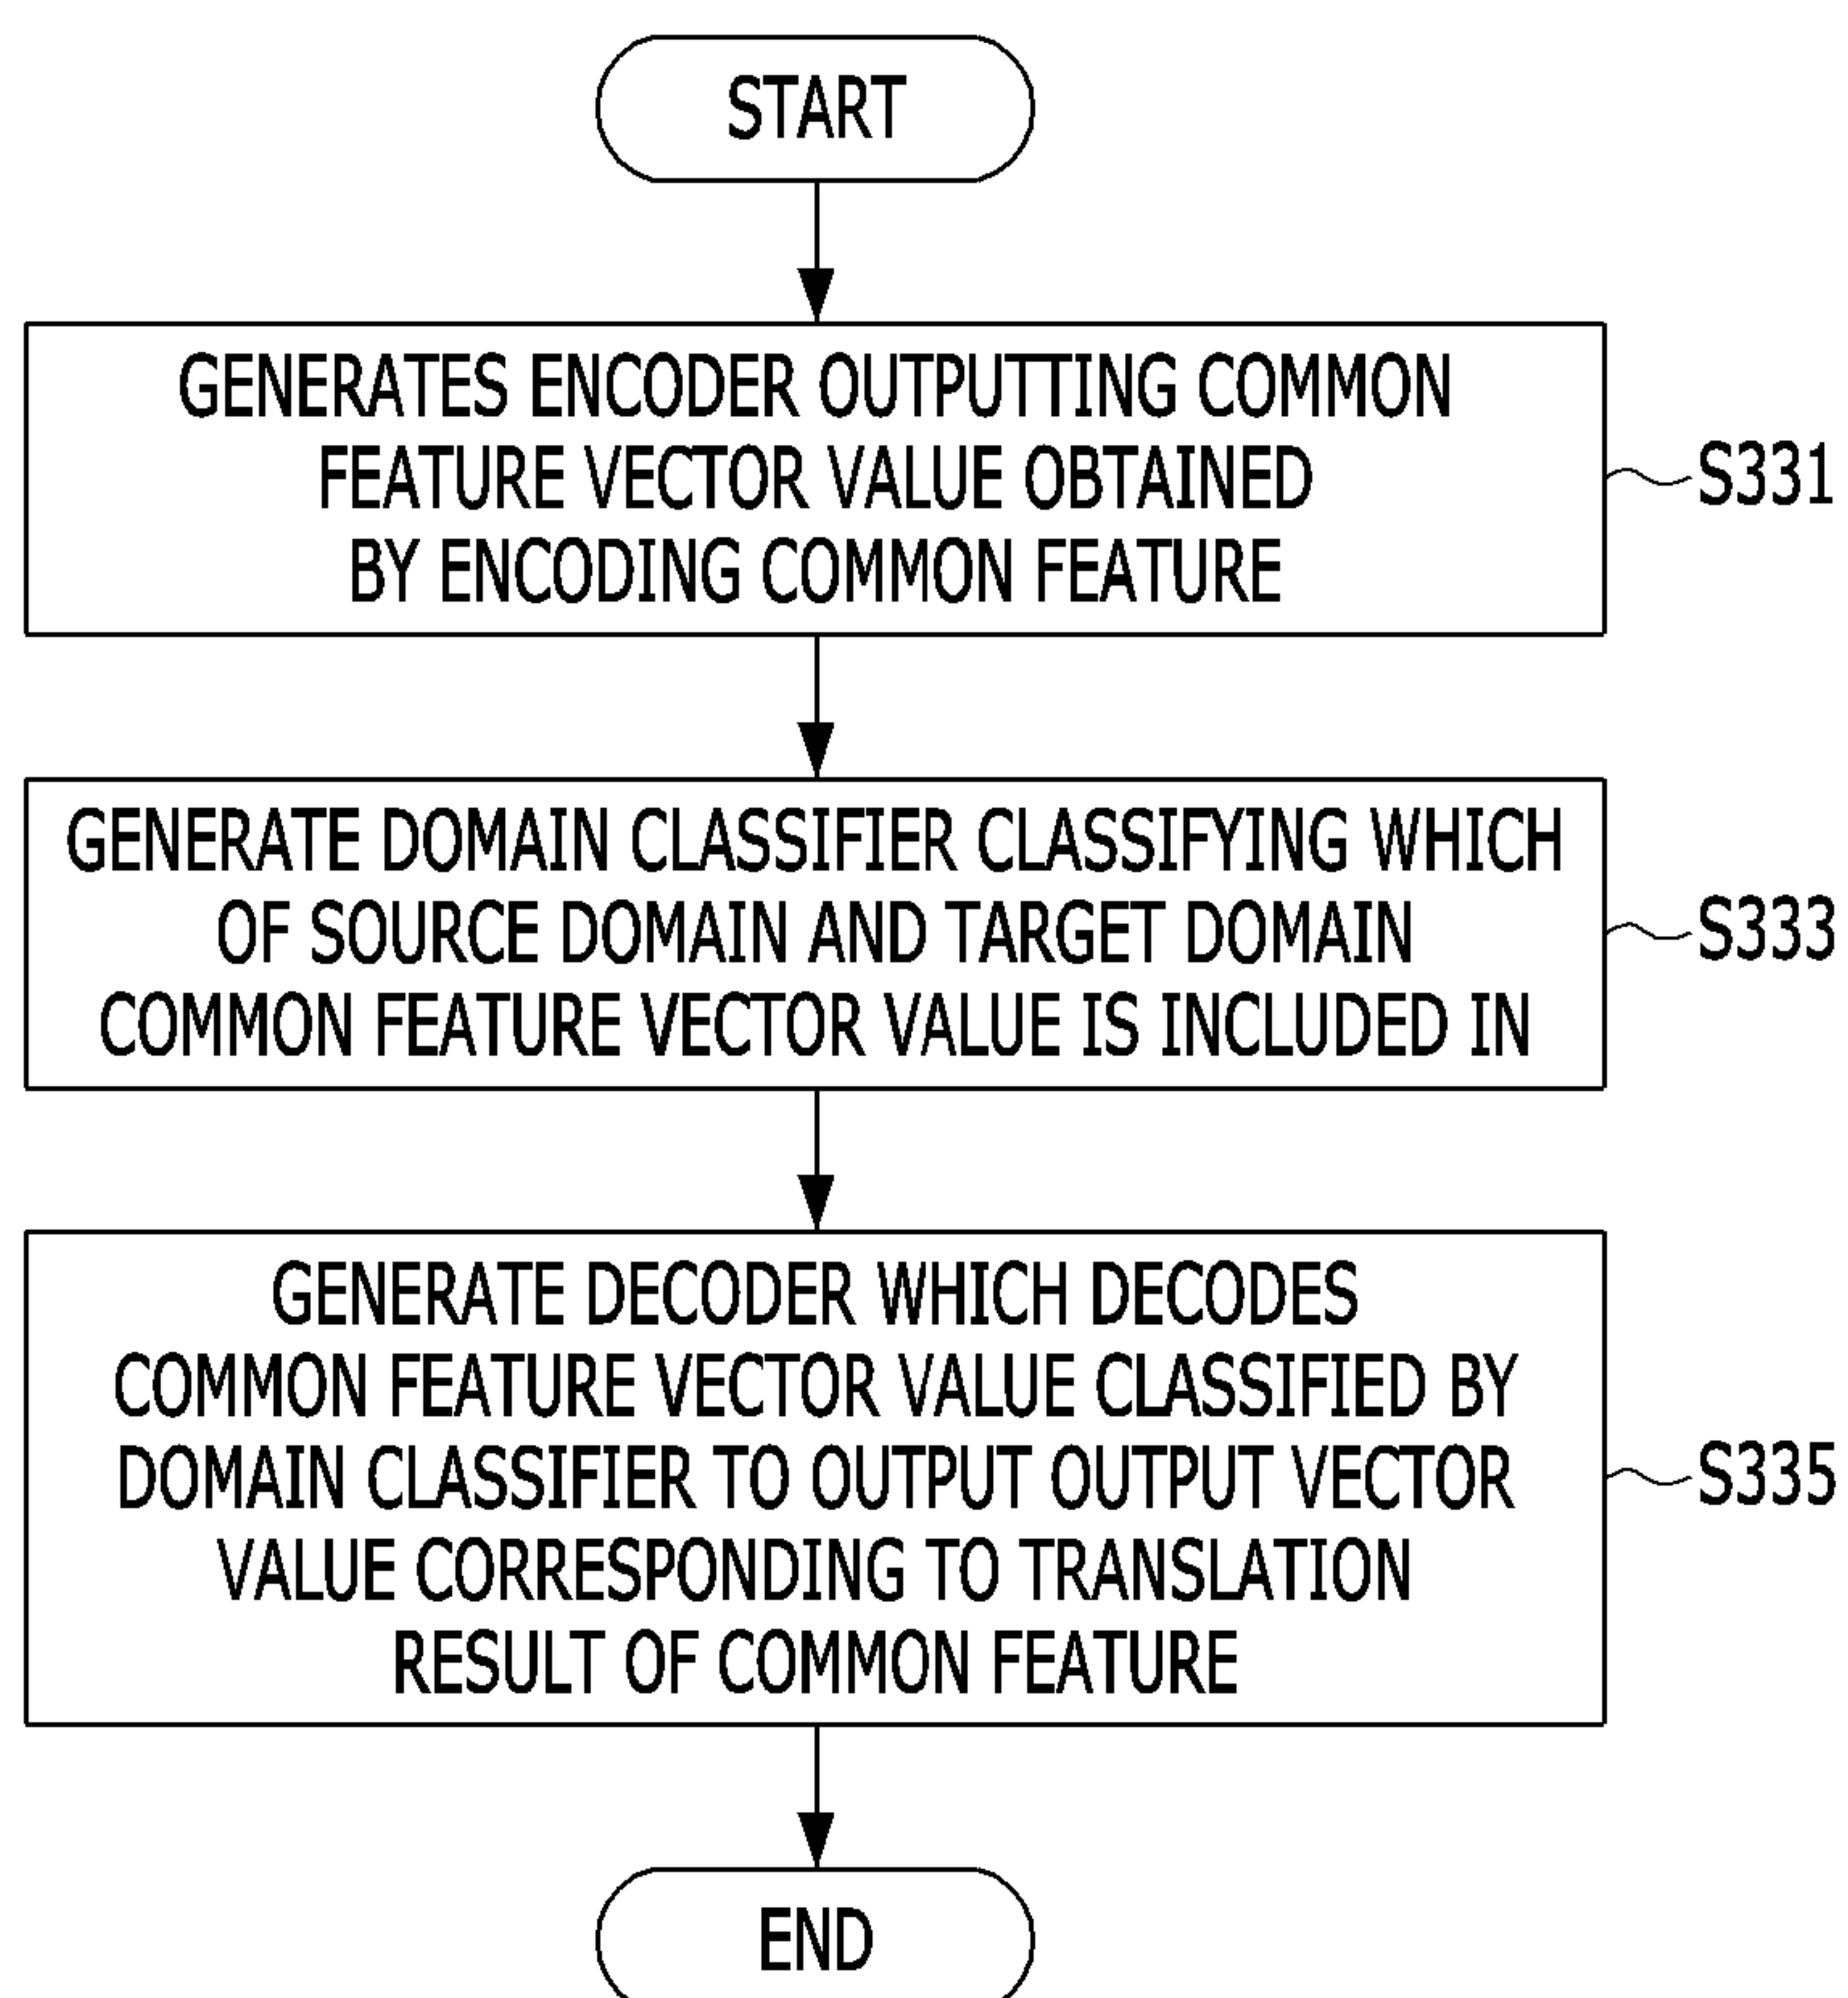 START
GENERATES ENCODER OUTPUTTING COMMON
FEATURE VECTOR VALUE OBTAINED
BY ENCODING COMMON FEATURE
S331
GENERATE DOMAIN CLASSIFIER CLASSIFYING WHICH
OF SOURCE DOMAIN AND TARGET DOMAIN
COMMON FEATURE VECTOR VALUE IS INCLUDED IN
S333
GENERATE DECODER WHICH DECODES
COMMON FEATURE VECTOR VALUE CLASSIFIED BY
DOMAIN CLASSIFIER TO OUTPUT OUTPUT VECTOR
VALUE CORRESPONDING TO TRANSLATION
RESULT OF COMMON FEATURE
S335
END